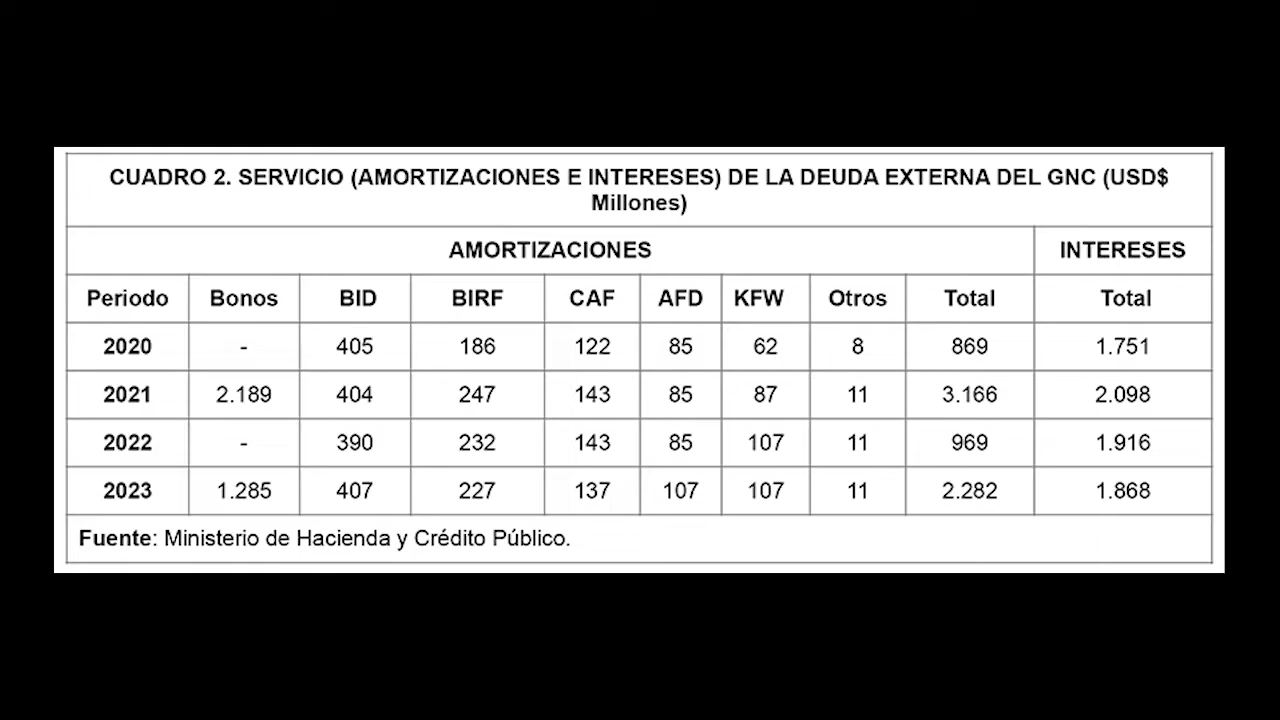 CUADRO 2. SERVICIO (AMORTIZACIONES E INTERESES) DE LA DEUDA EXTERNA DEL GNC (USD$
Millones)
AMORTIZACIONES INTERESES
Periodo Bonos BID BIRF CAF AFD KFW Otros Total Total
2020 - 405 186 122 85 62 8 869 1.751
2021 2.189 404 247 143 85 87 11 3.166 2.098
2022 - 390 232 143 85 107 11 969 1.916
2023 1.285 407 227 137 107 107 11 2.282 1.868
Fuente: Ministerio de Hacienda y Crédito Público.